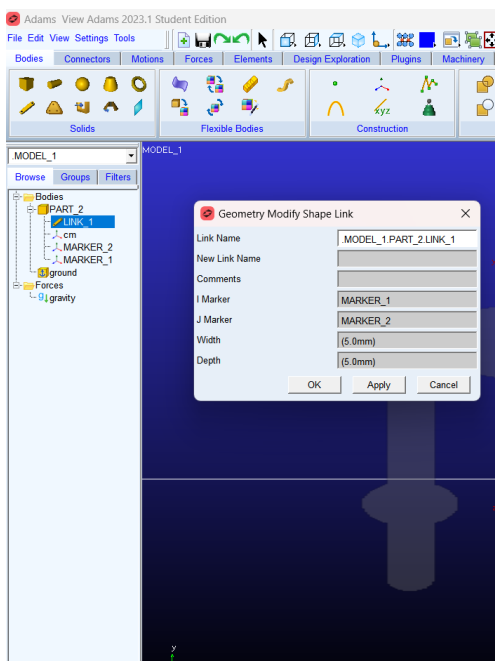 Adams View Adams 2023.1 Student Edition
File Edit View Settings Tools
Bodies Connectors Motions Forces Elements Design Exploration Plugins Machinery
xyz
Solids Flexible Bodies Construction
.MODEL_1
MODEL_1
Browse Groups Filters
Bodies
PART_2
LINK_1
cm
MARKER_2
MARKER_1
ground
Forces
g gravity
Geometry Modify Shape Link
Link Name .MODEL_1.PART_2.LINK_1
New Link Name
Comments
I Marker MARKER_1
J Marker MARKER_2
Width (5.0mm)
Depth (5.0mm)
OK Apply Cancel
y